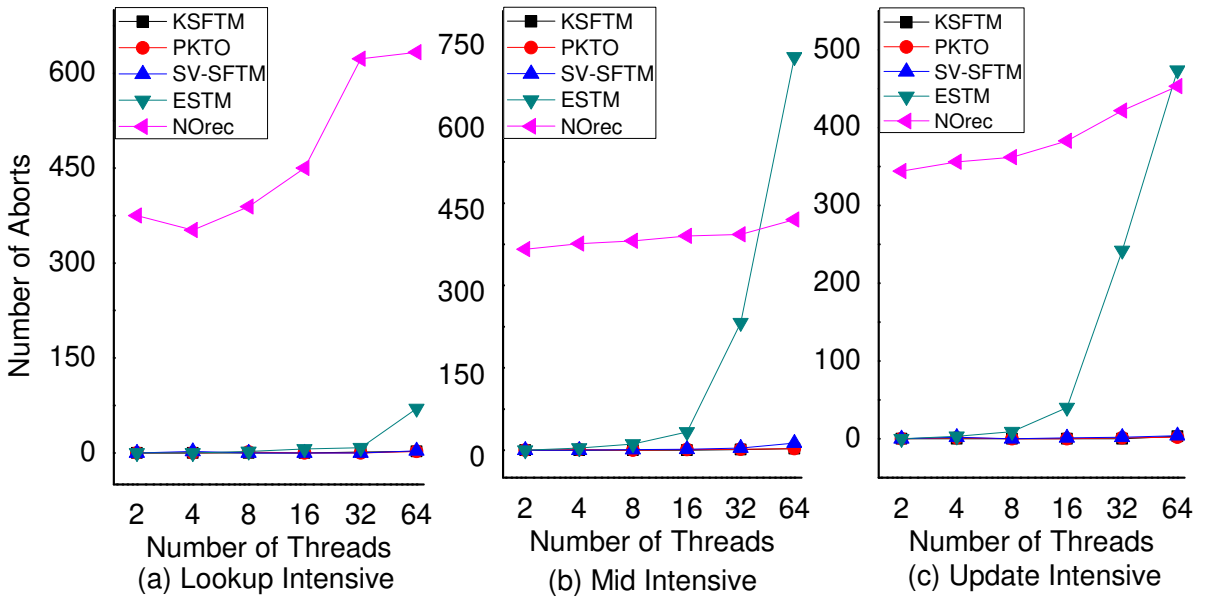 Number of Aborts
KSFTM
PKTO
SV-SFTM
ESTM
NOrec
600
450
300
150
0
2 4 8 16 32 64
Number of Threads
(a) Lookup Intensive
KSFTM
PKTO
SV-SFTM
ESTM
NOrec
750
600
450
300
150
0
2 4 8 16 32 64
Number of Threads
(b) Mid Intensive
KSFTM
PKTO
SV-SFTM
ESTM
NOrec
500
400
300
200
100
0
2 4 8 16 32 64
Number of Threads
(c) Update Intensive